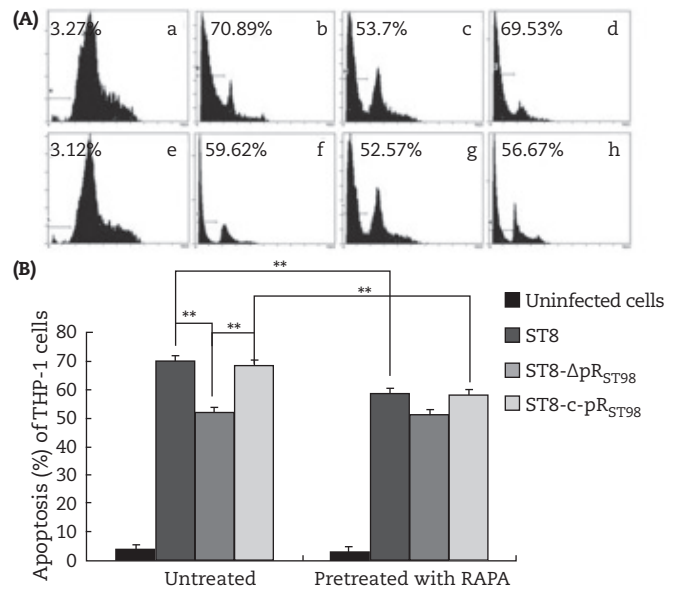 (A)
3.27% a 70.89% b 53.7% c 69.53% d
3.12% e 59.62% f 52.57% g 56.67% h
(B)
**
**
** **
Uninfected cells
ST8
ST8-ΔpR_ST98
ST8-c-pR_ST98
Apoptosis (%) of THP-1 cells
80
70
60
50
40
30
20
10
0
Untreated Pretreated with RAPA